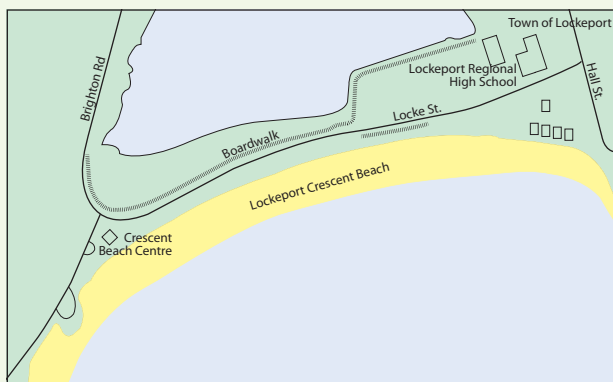 Town of Lockeport
Brighton Rd
Lockeport Regional
High School
Hall St.
Locke St.
Boardwalk
Lockeport Crescent Beach
Crescent
Beach Centre